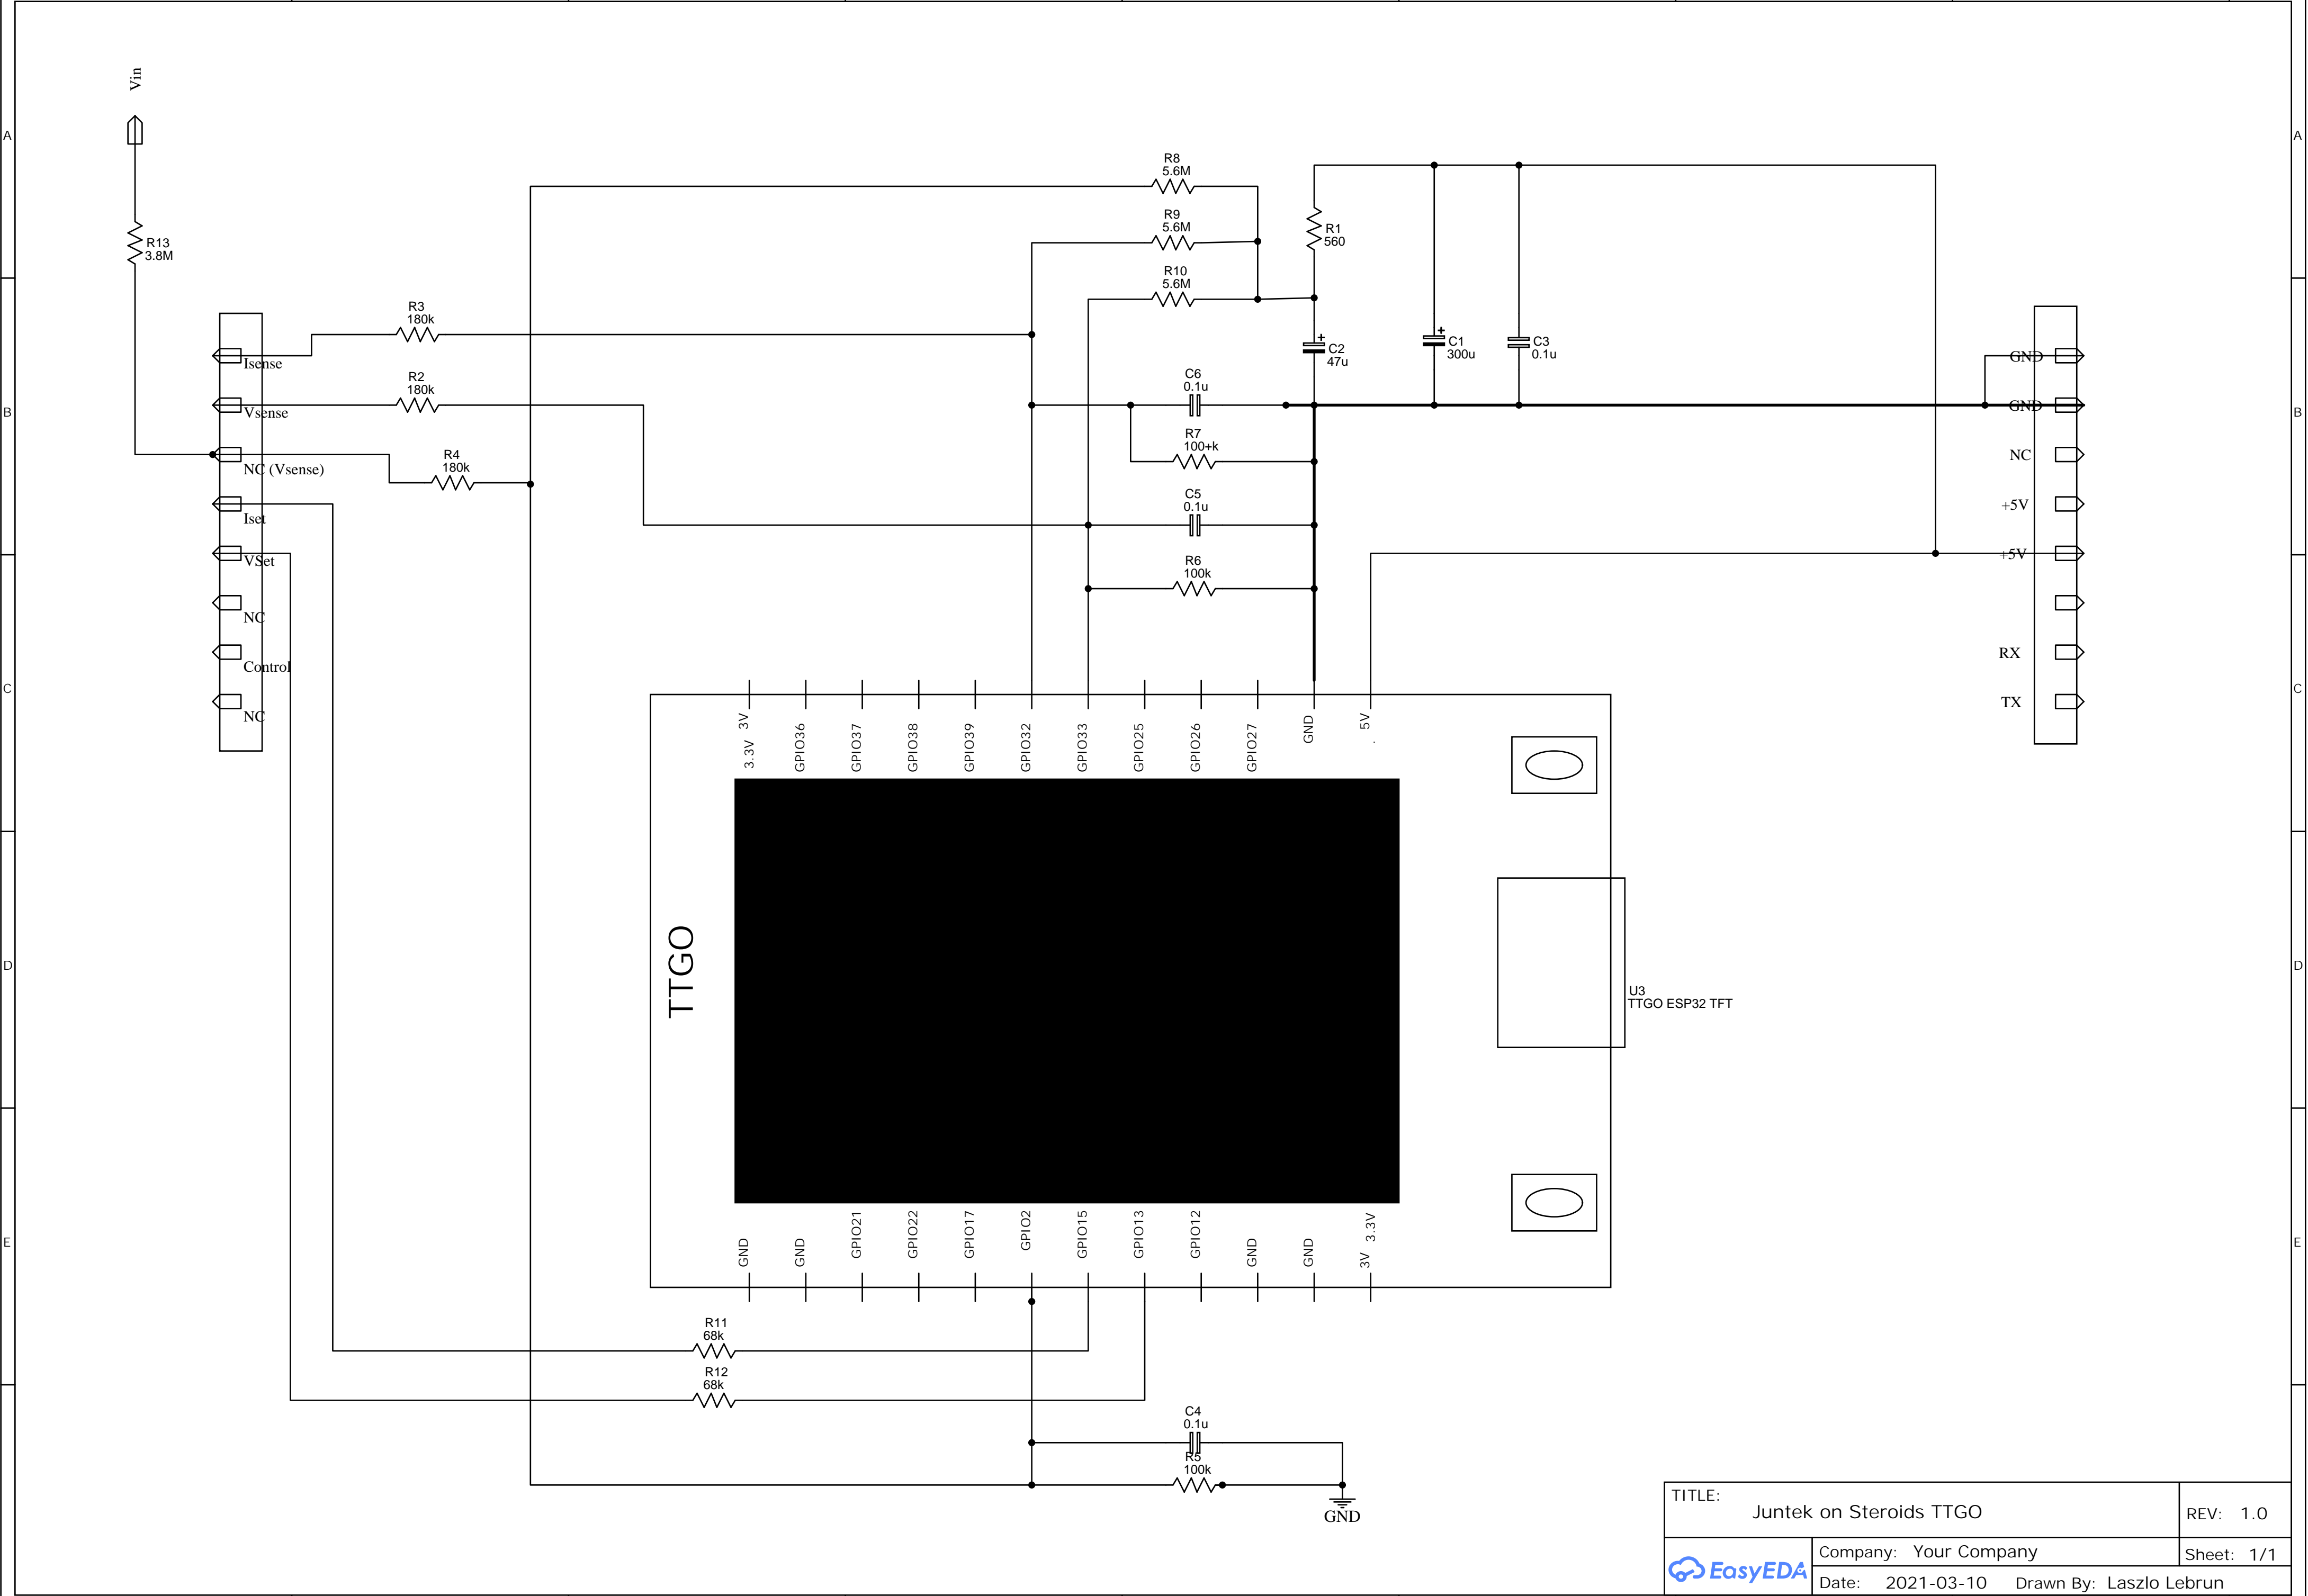 Vin
A
A
R8
5.6M
R9
5.6M
R1
560
R13
3.8M
R10
5.6M
R3
180k
+
C2
47u
+
C1
300u
C3
0.1u
Isense
GND
R2
180k
C6
0.1u
B
Vsense
GND
B
R7
100+k
NC (Vsense)
R4
180k
NC
C5
0.1u
Iset
+5V
VSet
+5V
R6
100k
NC
Control
RX
C
C
NC
TX
3V
3.3V
GPIO36
GPIO37
GPIO38
GPIO39
GPIO32
GPIO33
GPIO25
GPIO26
GPIO27
GND
5V
.
TTGO
D
D
U3
TTGO ESP32 TFT
E
E
GND
GND
GPIO21
GPIO22
GPIO17
GPIO2
GPIO15
GPIO13
GPIO12
GND
GND
3V
3.3V
R11
68k
R12
68k
C4
0.1u
R5
100k
GND
TITLE:
Juntek on Steroids TTGO
REV: 1.0
EasyEDA
Company: Your Company
Sheet: 1/1
Date: 2021-03-10 Drawn By: Laszlo Lebrun